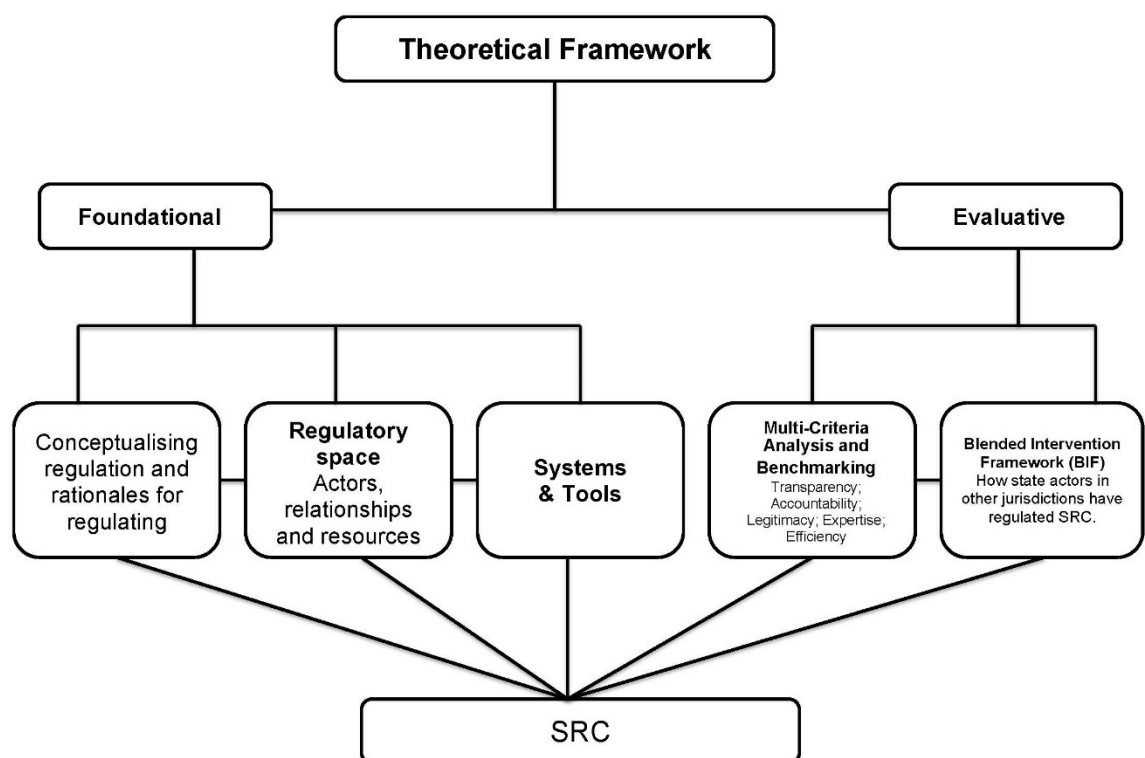 Theoretical Framework
Foundational
Evaluative
Conceptualising
regulation and
rationales for
regulating
Regulatory
space
Actors,
relationships
and resources
Systems
& Tools
Multi-Criteria
Analysis and
Benchmarking
Transparency;
Accountability;
Legitimacy; Expertise;
Efficiency
Blended Intervention
Framework (BIF)
How state actors in
other jurisdictions have
regulated SRC.
SRC